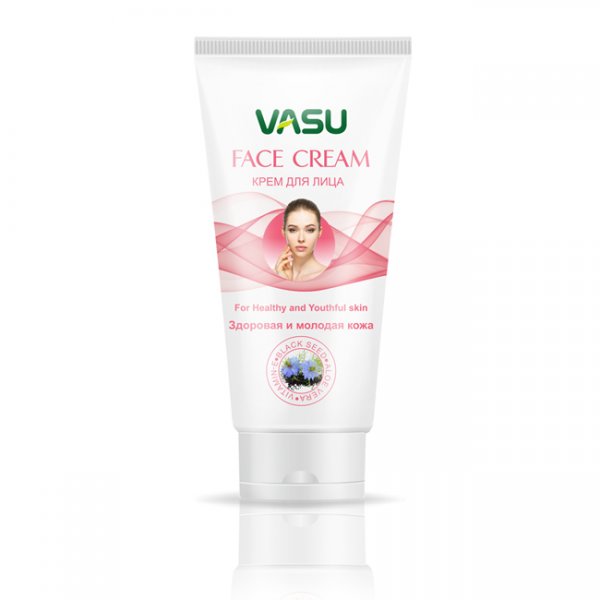 VASU
FACE CREAM
КРЕМ ДЛЯ ЛИЦА
For Healthy and Youthful skin
Здоровая и молодая кожа
VITAMIN-E•BLACK SEED•ALOE VERA•